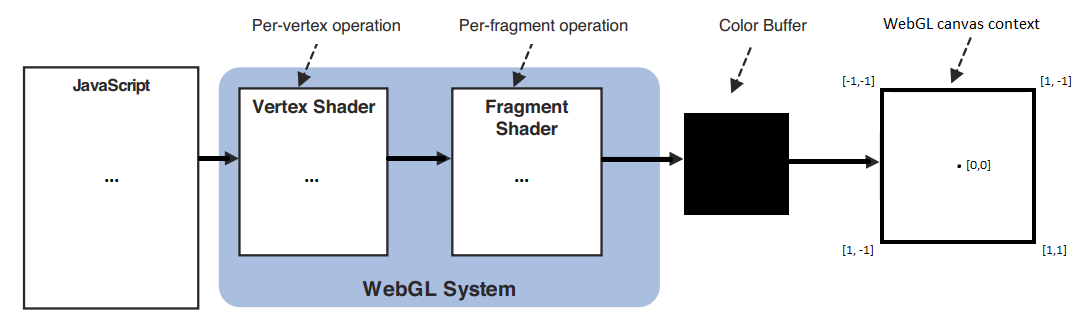 Per-vertex operation
Per-fragment operation
Color Buffer
WebGL canvas context
JavaScript
...
Vertex Shader
...
Fragment
Shader
...
WebGL System
[-1,-1]
[1, -1]
[0,0]
[1, -1]
[1,1]